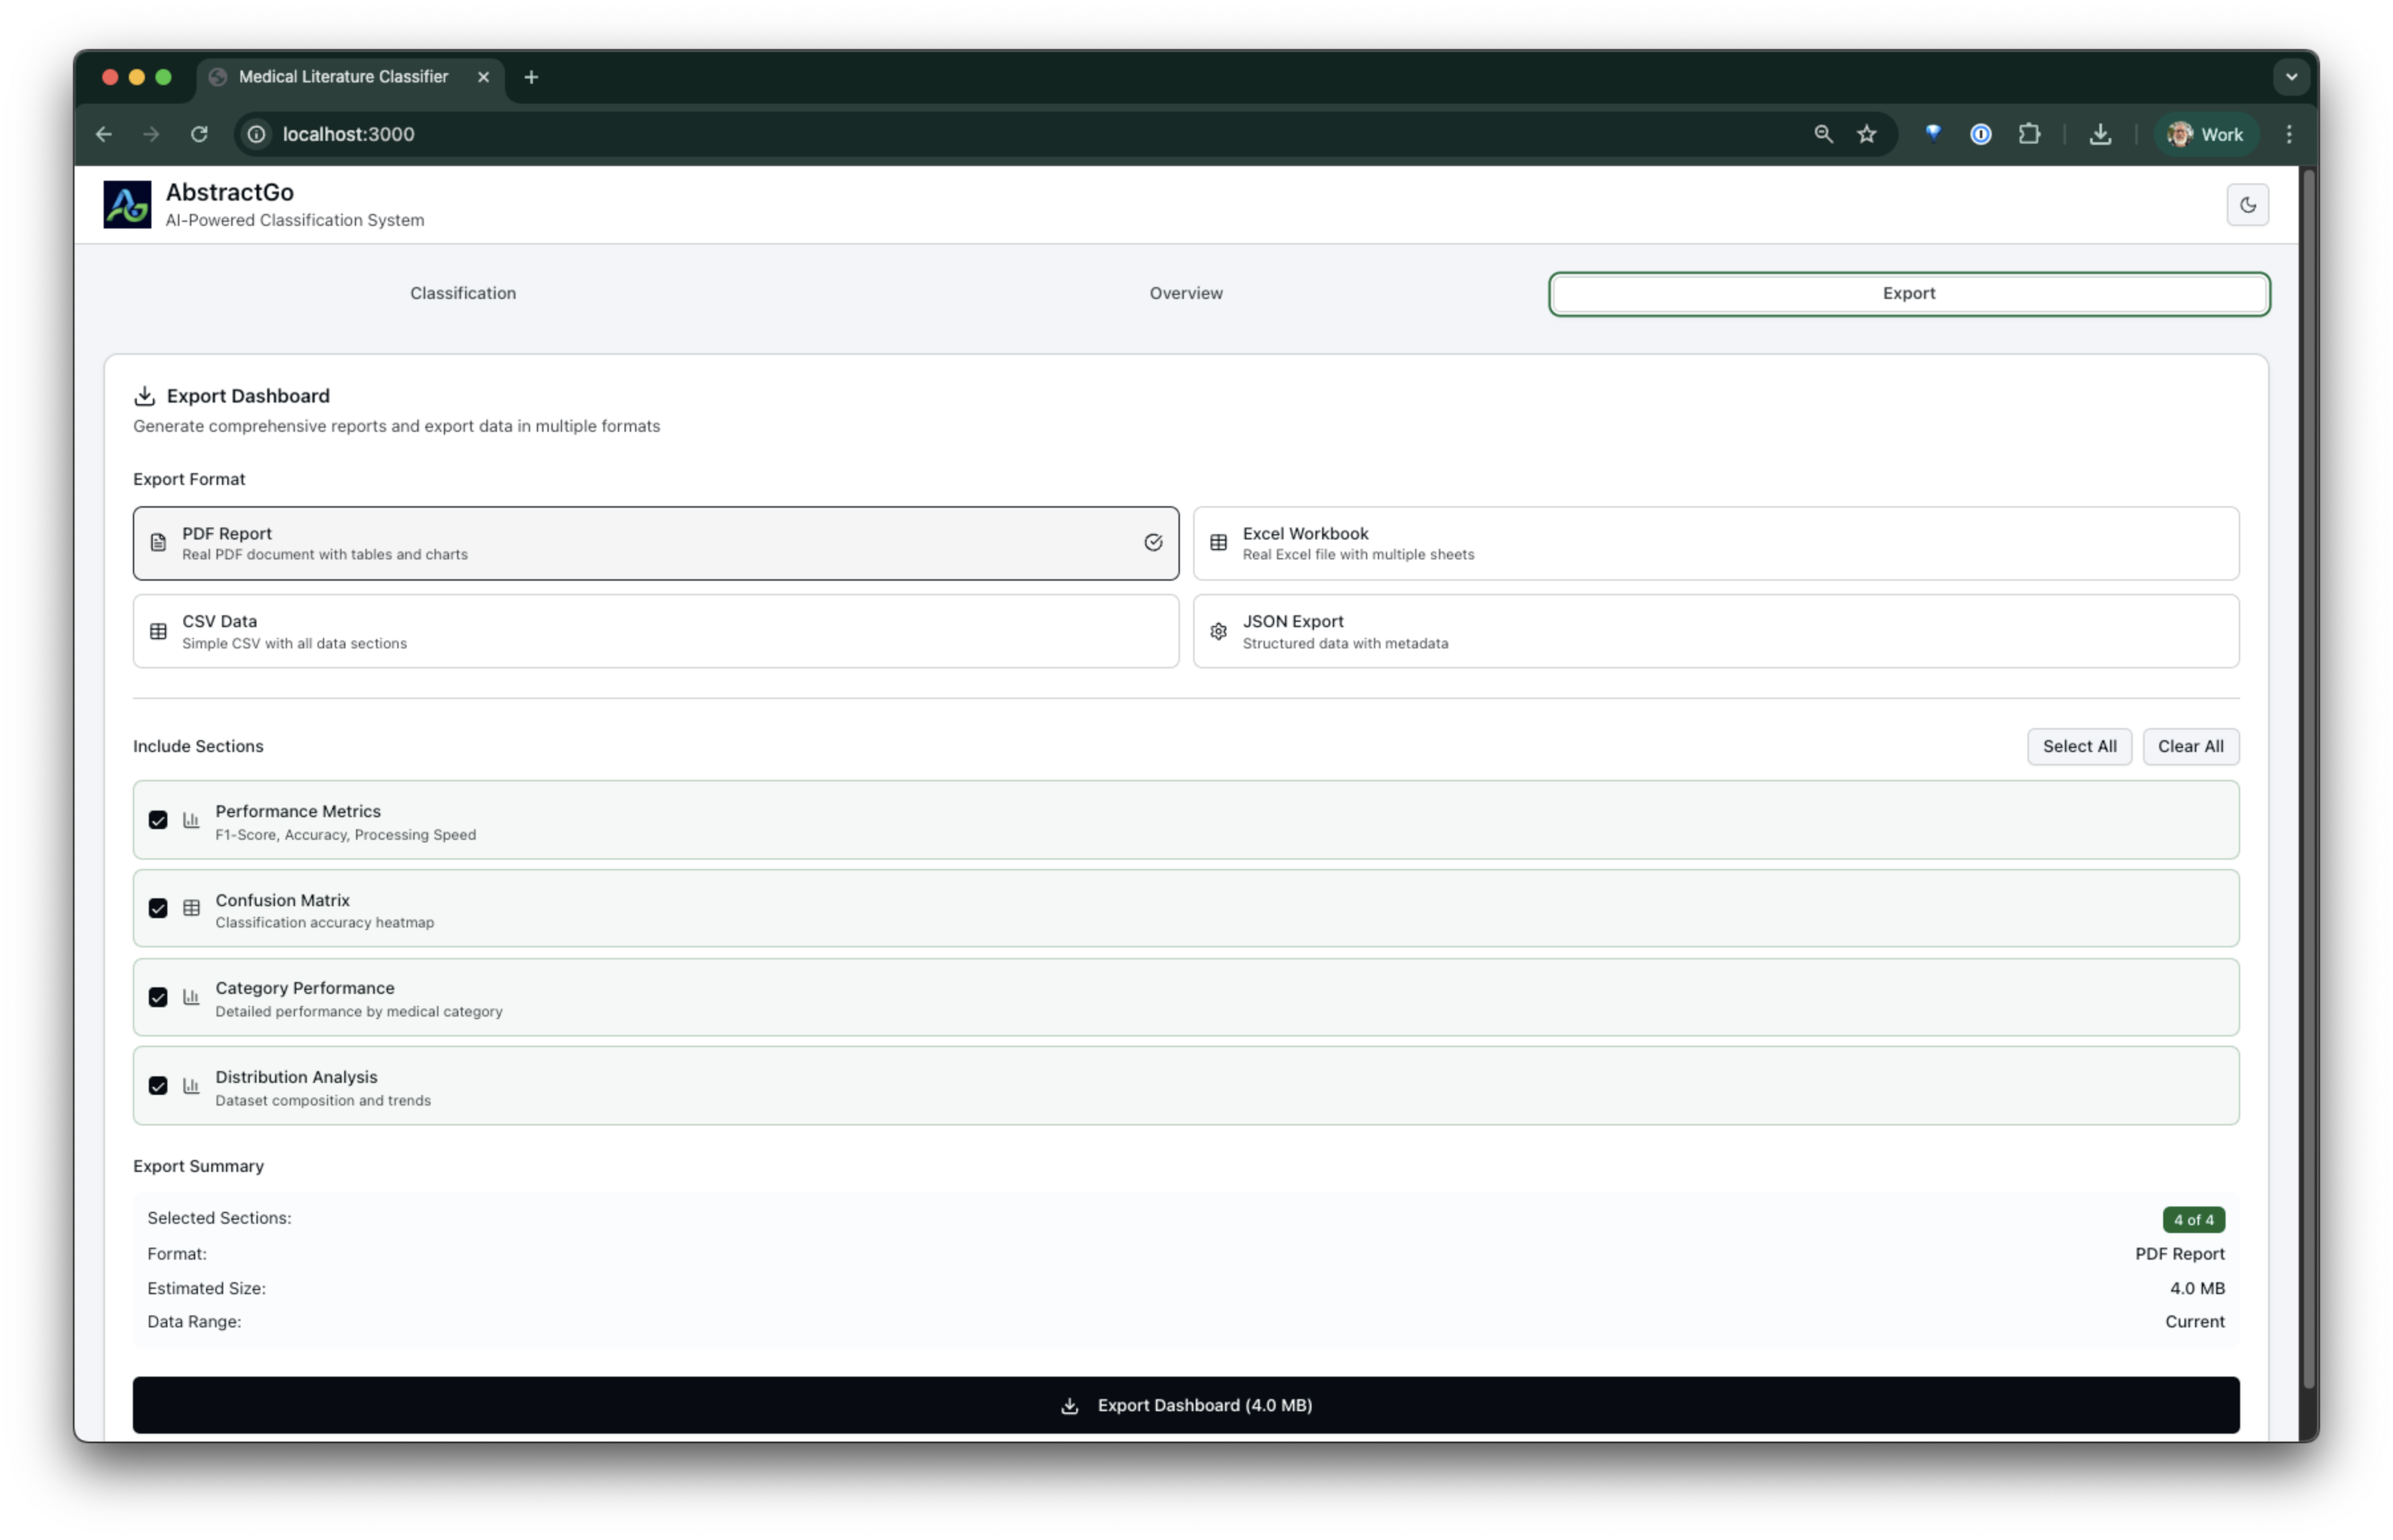 Medical Literature Classifier
localhost:3000
Work
AbstractGo
AI-Powered Classification System
Classification
Overview
Export
Export Dashboard
Generate comprehensive reports and export data in multiple formats
Export Format
PDF Report
Real PDF document with tables and charts
Excel Workbook
Real Excel file with multiple sheets
CSV Data
Simple CSV with all data sections
JSON Export
Structured data with metadata
Include Sections
Select All
Clear All
Performance Metrics
F1-Score, Accuracy, Processing Speed
Confusion Matrix
Classification accuracy heatmap
Category Performance
Detailed performance by medical category
Distribution Analysis
Dataset composition and trends
Export Summary
Selected Sections:
4 of 4
Format:
PDF Report
Estimated Size:
4.0 MB
Data Range:
Current
Export Dashboard (4.0 MB)